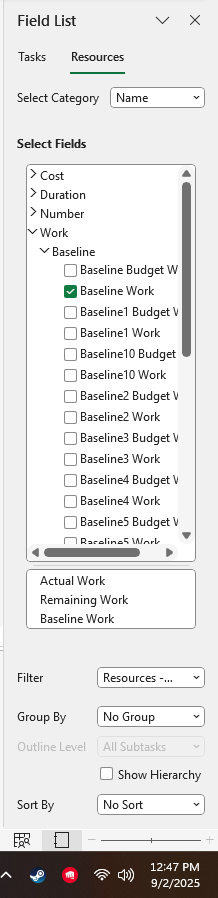 Field List
Tasks Resources
Select Category Name
Select Fields
Cost
Duration
Number
Work
Baseline
Baseline Budget W
Baseline Work
Baseline1 Budget W
Baseline1 Work
Baseline10 Budget
Baseline10 Work
Baseline2 Budget W
Baseline2 Work
Baseline3 Budget W
Baseline3 Work
Baseline4 Budget W
Baseline4 Work
Baseline5 Budget W
Baseline5 Work
Actual Work
Remaining Work
Baseline Work
Filter Resources -...
Group By No Group
Outline Level All Subtasks
Show Hierarchy
Sort By No Sort
12:47 PM
9/2/2025